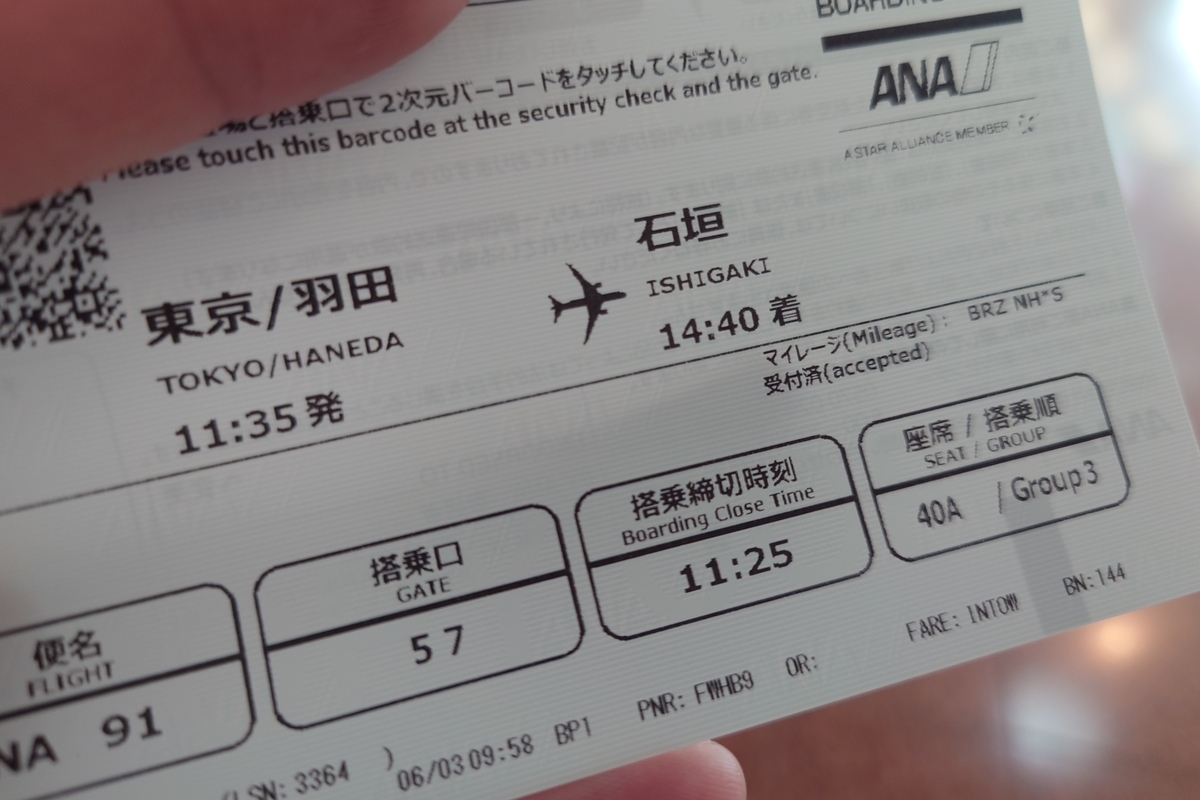 BOARDING
搭乗口で2次元バーコードをタッチしてください。
Please touch this barcode at the security check and the gate.
ANA
A STAR ALLIANCE MEMBER
東京/羽田
TOKYO/HANEDA
11:35 発
石垣
ISHIGAKI
14:40 着
マイレージ(Mileage): BRZ NH*S
受付済(accepted)
便名
FLIGHT
NA 91
搭乗口
GATE
57
搭乗締切時刻
Boarding Close Time
11:25
座席 / 搭乗順
SEAT / GROUP
40A / Group3
(LSN: 3364 ) 06/03 09:58 BP1 PNR: FWHB9 OR: FARE: INTOW BN:144